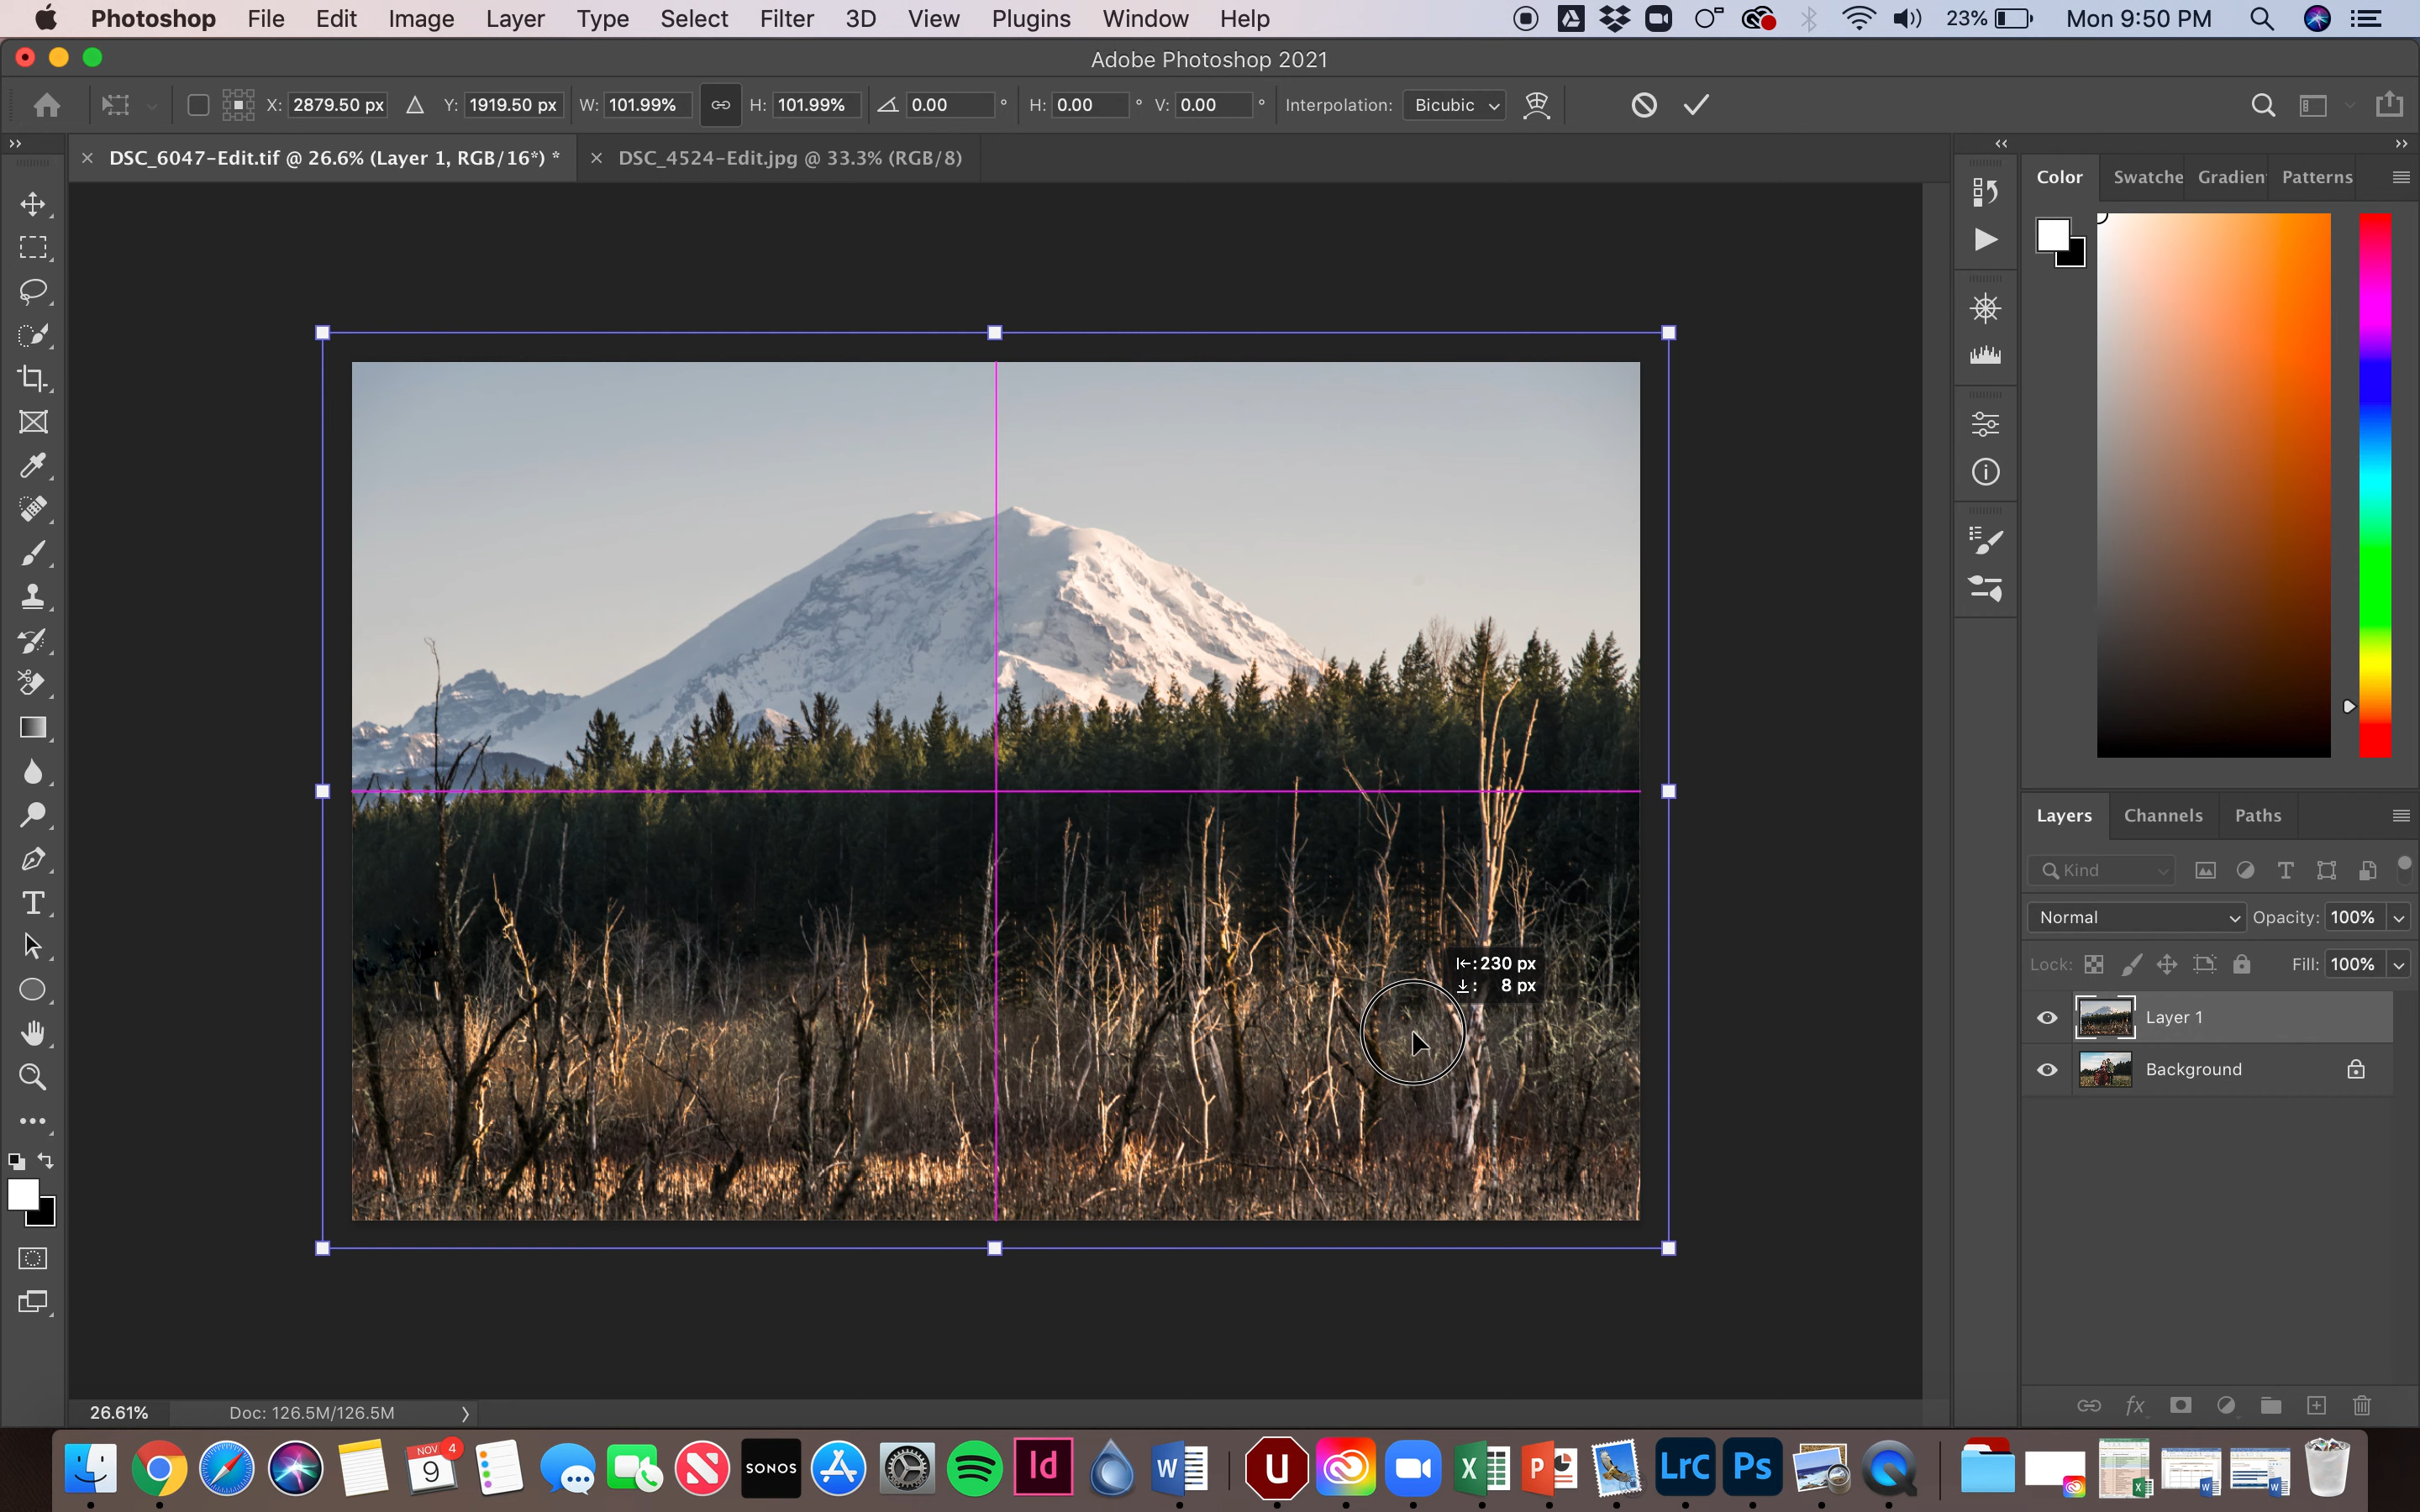 Photoshop File Edit Image Layer Type Select Filter 3D View Plugins Window Help 23% Mon 9:50 PM
Adobe Photoshop 2021
X: 2879.50 px Y: 1919.50 px W: 101.99% H: 101.99% 0.00 ° H: 0.00 ° V: 0.00 ° Interpolation: Bicubic
× DSC_6047-Edit.tif @ 26.6% (Layer 1, RGB/16*) * × DSC_4524-Edit.jpg @ 33.3% (RGB/8)
Color Swatche Gradien Patterns
Layers Channels Paths
Kind
Normal Opacity: 100%
Lock: Fill: 100%
230 px
8 px
Layer 1
Background
fx
26.61% Doc: 126.5M/126.5M
NOV 4
9
SONOS
Id
W
U
X
P
LrC
Ps